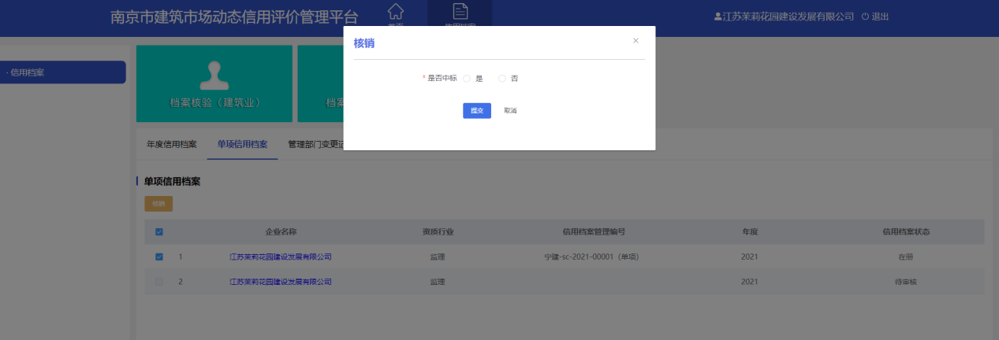 南京市建筑市场动态信用评价管理平台
首页
信用档案
江苏茉莉花园建设发展有限公司 退出
· 信用档案
核销
* 是否中标 是 否
提交 取消
档案核验（建筑业）
档案
年度信用档案 单项信用档案 管理部门变更记
单项信用档案
核销
企业名称 资质行业 信用档案管理编号 年度 信用档案状态
1 江苏茉莉花园建设发展有限公司 监理 宁建-sc-2021-00001（单项） 2021 在册
2 江苏茉莉花园建设发展有限公司 监理 2021 待审核